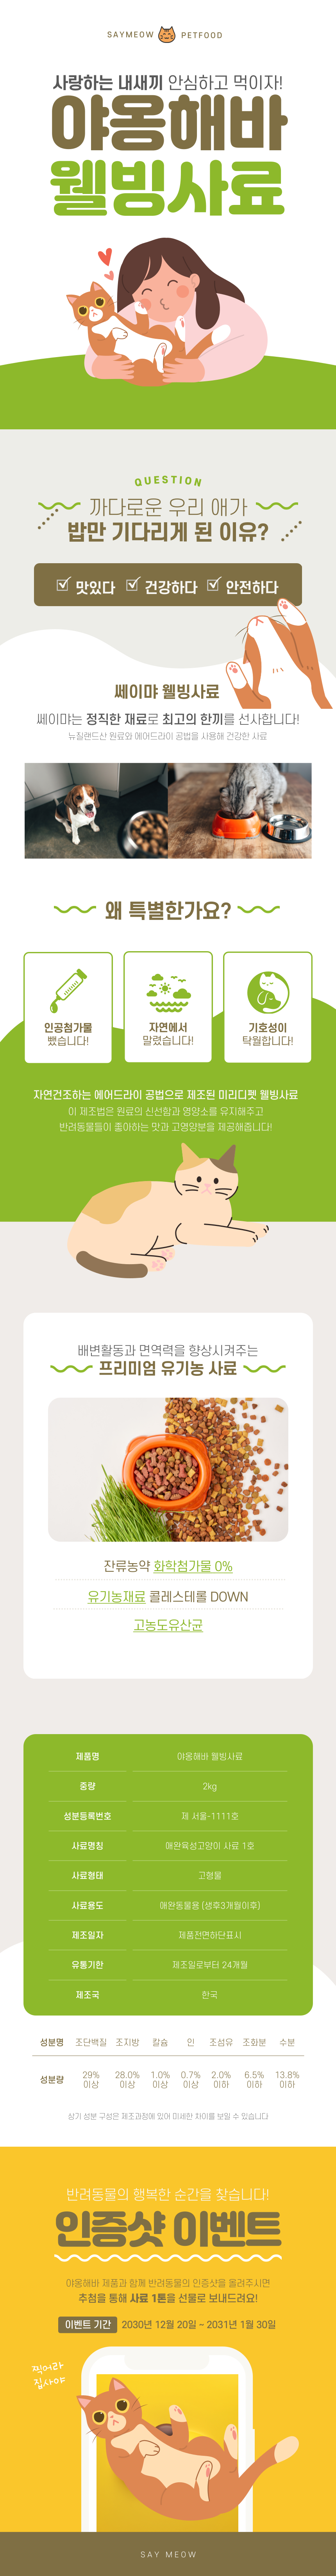 SAYMEOW PETFOOD
사랑하는 내새끼 안심하고 먹이자!
야옹해바
웰빙사료
QUESTION
까다로운 우리 애가
밥만 기다리게 된 이유?
맛있다 건강하다 안전하다
쎄이먀 웰빙사료
쎄이먀는 정직한 재료로 최고의 한끼를 선사합니다!
뉴질랜드산 원료와 에어드라이 공법을 사용해 건강한 사료
왜 특별한가요?
인공첨가물
뺐습니다!
자연에서
말렸습니다!
기호성이
탁월합니다!
자연건조하는 에어드라이 공법으로 제조된 미리디펫 웰빙사료
이 제조법은 원료의 신선함과 영양소를 유지해주고
반려동물들이 좋아하는 맛과 고영양분을 제공해줍니다!
배변활동과 면역력을 향상시켜주는
프리미엄 유기농 사료
잔류농약 화학첨가물 0%
유기농재료 콜레스테롤 DOWN
고농도유산균
제품명 야옹해바 웰빙사료
중량 2kg
성분등록번호 제 서울-1111호
사료명칭 애완육성고양이 사료 1호
사료형태 고형물
사료용도 애완동물용 (생후3개월이후)
제조일자 제품전면하단표시
유통기한 제조일로부터 24개월
제조국 한국
성분명 조단백질 조지방 칼슘 인 조섬유 조화분 수분
성분량 29% 이상 28.0% 이상 1.0% 이상 0.7% 이상 2.0% 이하 6.5% 이하 13.8% 이하
상기 성분 구성은 제조과정에 있어 미세한 차이를 보일 수 있습니다
반려동물의 행복한 순간을 찾습니다!
인증샷 이벤트
야옹해바 제품과 함께 반려동물의 인증샷을 올려주시면
추첨을 통해 사료 1톤을 선물로 보내드려요!
이벤트 기간 2030년 12월 20일 ~ 2031년 1월 30일
찍어라
집사야
SAY MEOW